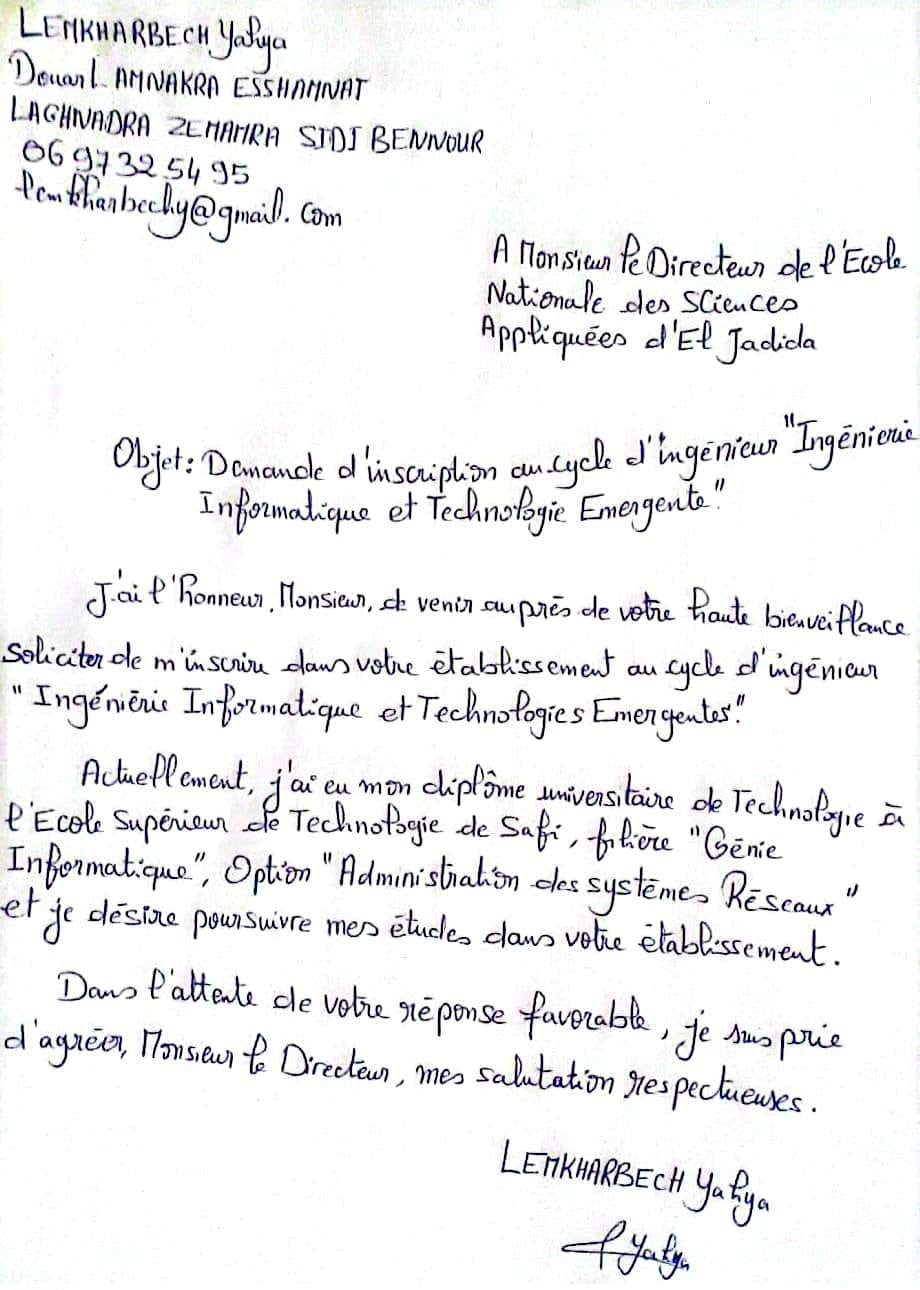 LEMKHARBECH Yahya
Douar L AMNAKRA ESSHAMNAT
LAGHNADRA ZEMAMRA SIDI BENNOUR
06 97 32 54 95
lemkharbechy@gmail.com
A Monsieur le Directeur de l'Ecole
Nationale des Sciences
Appliquées d'El Jadida
Objet: Demande d'inscription au cycle d'ingénieur "Ingénierie
Informatique et Technologie Emergente"
J'ai l'honneur, Monsieur, de venir auprés de votre haute bienveillance
Soliciter de m'inscrire dans votre établissement au cycle d'ingénieur
"Ingéniérie Informatique et Technologies Emergentes".
Actuellement, j'ai eu mon diplôme universitaire de Technologie à
l'Ecole Supérieur de Technologie de Safi, filière "Génie
Informatique", Option "Administration des systèmes Réseaux"
et je désire poursuivre mes études dans votre établissement.
Dans l'attente de votre réponse favorable, je suis prie
d'agréer, Monsieur le Directeur, mes salutation respectueuses.
LEMKHARBECH Yahya
Yahya